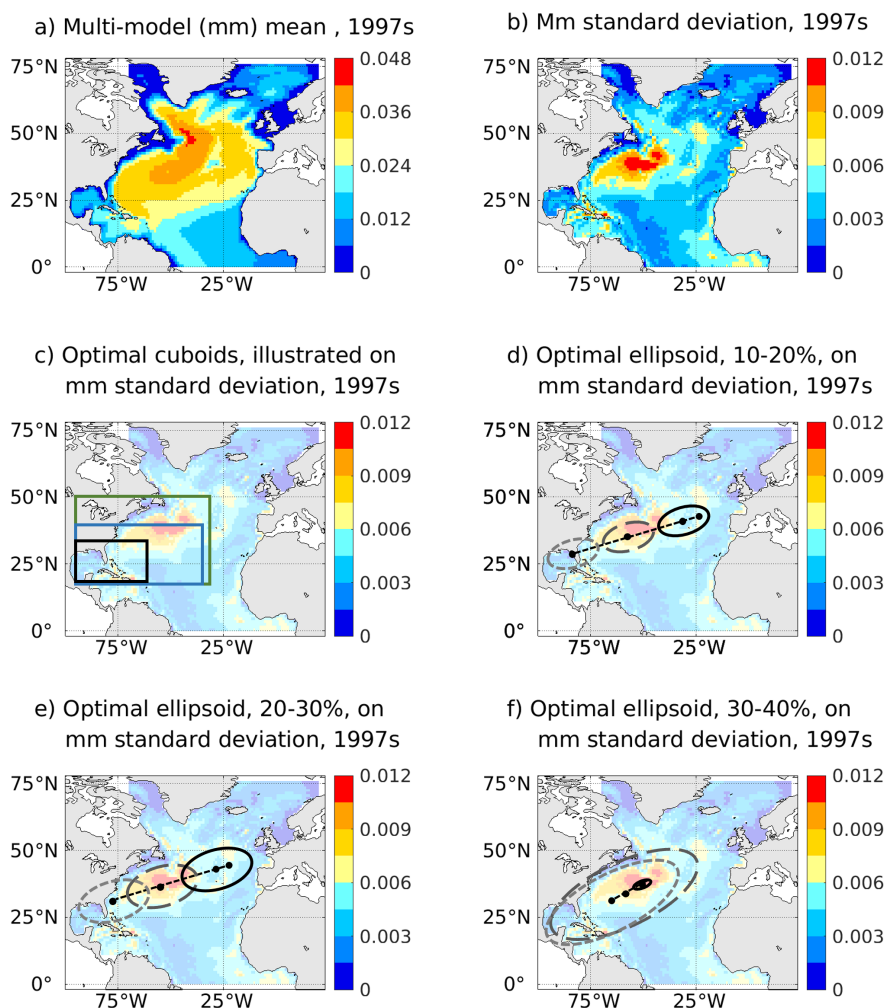 a) Multi-model (mm) mean , 1997s
75°N
50°N
25°N
0°
75°W
25°W
0.048
0.036
0.024
0.012
0
b) Mm standard deviation, 1997s
75°N
50°N
25°N
0°
75°W
25°W
0.012
0.009
0.006
0.003
0
c) Optimal cuboids, illustrated on
mm standard deviation, 1997s
75°N
50°N
25°N
0°
75°W
25°W
0.012
0.009
0.006
0.003
0
d) Optimal ellipsoid, 10-20%, on
mm standard deviation, 1997s
75°N
50°N
25°N
0°
75°W
25°W
0.012
0.009
0.006
0.003
0
e) Optimal ellipsoid, 20-30%, on
mm standard deviation, 1997s
75°N
50°N
25°N
0°
75°W
25°W
0.012
0.009
0.006
0.003
0
f) Optimal ellipsoid, 30-40%, on
mm standard deviation, 1997s
75°N
50°N
25°N
0°
75°W
25°W
0.012
0.009
0.006
0.003
0